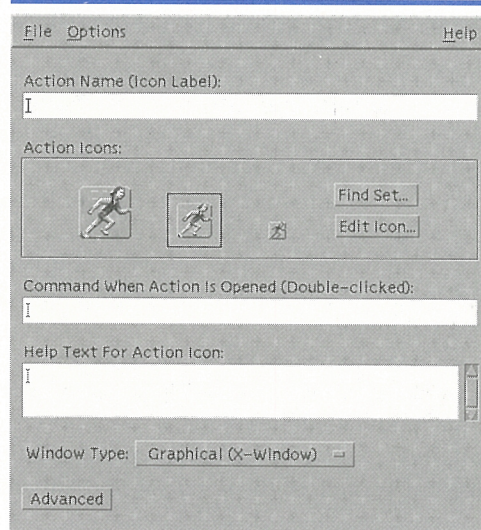 File Options Help
Action Name (Icon Label):
Action Icons:
Find Set...
Edit Icon...
Command When Action Is Opened (Double-clicked):
Help Text For Action Icon:
Window Type: Graphical (X-Window)
Advanced